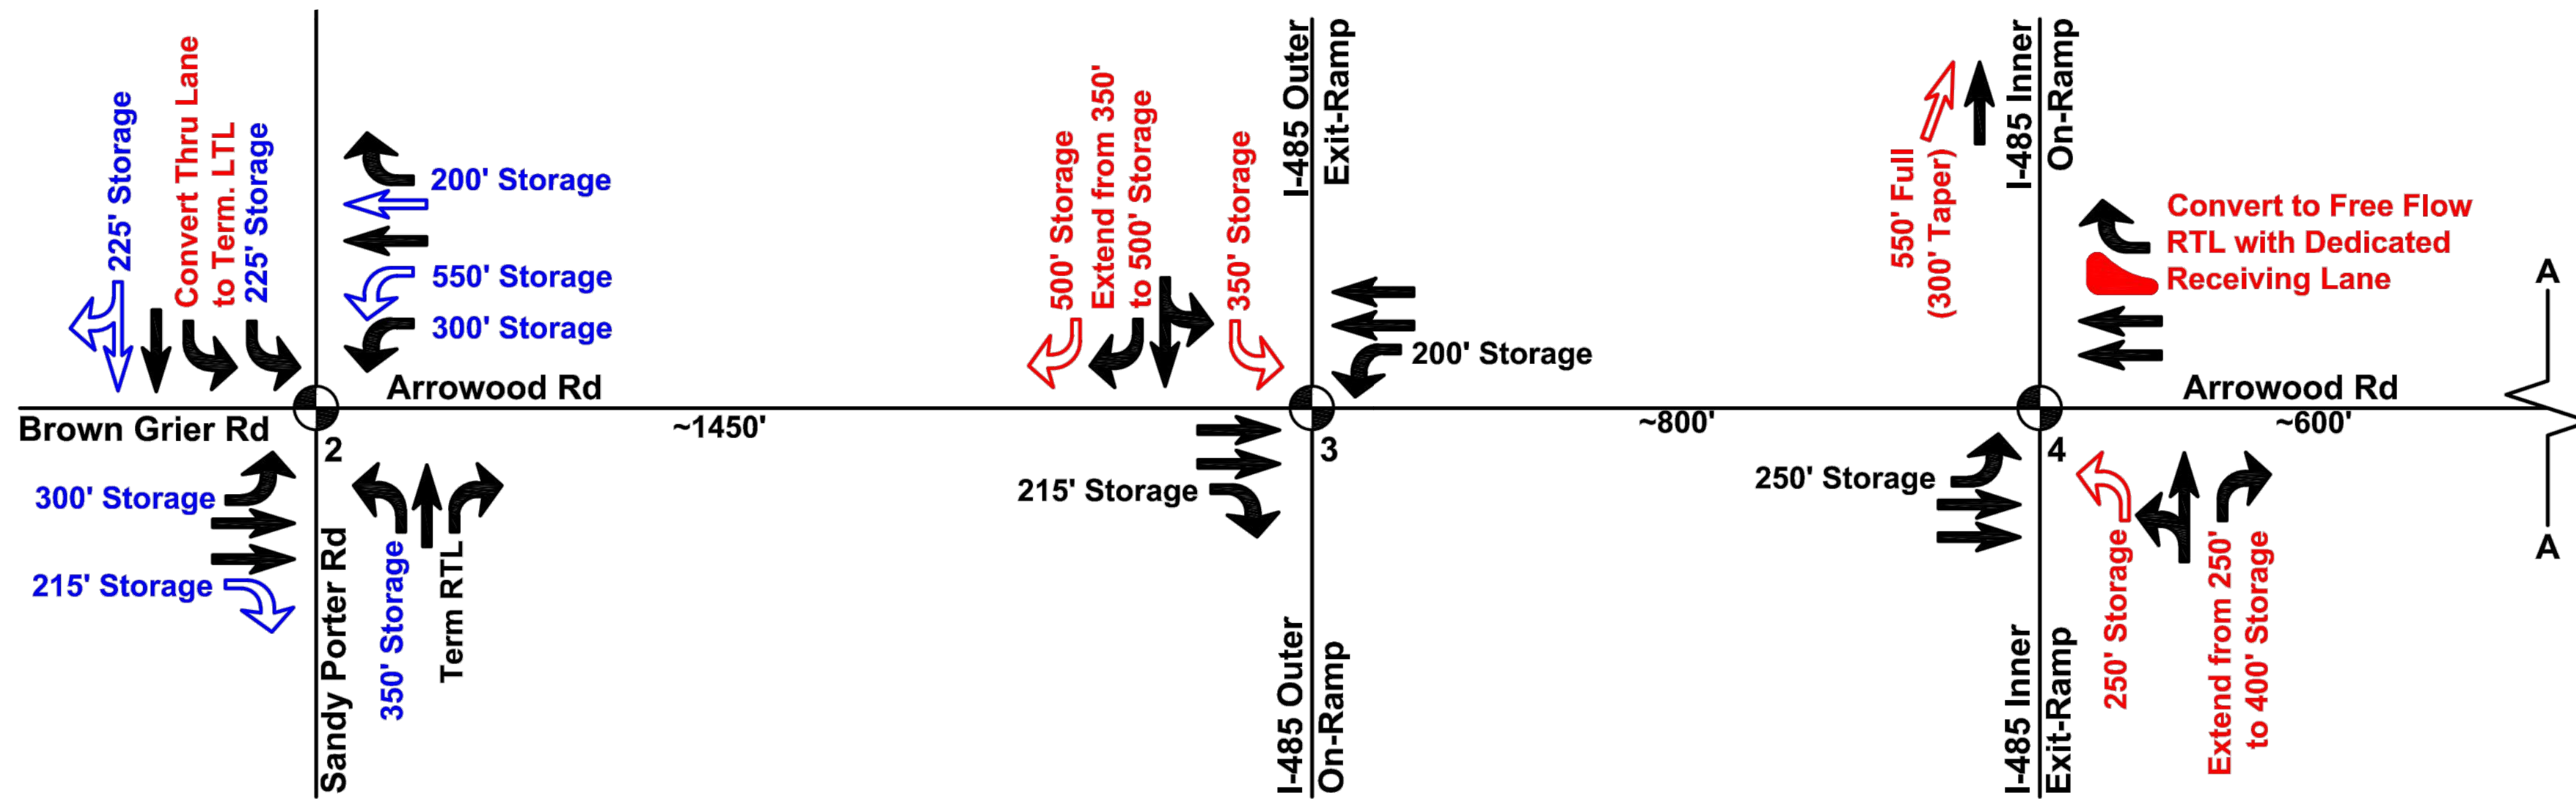 225' Storage
Convert Thru Lane
to Term. LTL
225' Storage
200' Storage
550' Storage
300' Storage
Arrowood Rd
Brown Grier Rd
2
300' Storage
215' Storage
Sandy Porter Rd
350' Storage
Term RTL
~1450'
500' Storage
Extend from 350'
to 500' Storage
350' Storage
I-485 Outer
Exit-Ramp
200' Storage
3
215' Storage
I-485 Outer
On-Ramp
~800'
550' Full
(300' Taper)
I-485 Inner
On-Ramp
Convert to Free Flow
RTL with Dedicated
Receiving Lane
Arrowood Rd
~600'
4
250' Storage
I-485 Inner
Exit-Ramp
250' Storage
Extend from 250'
to 400' Storage
A
A